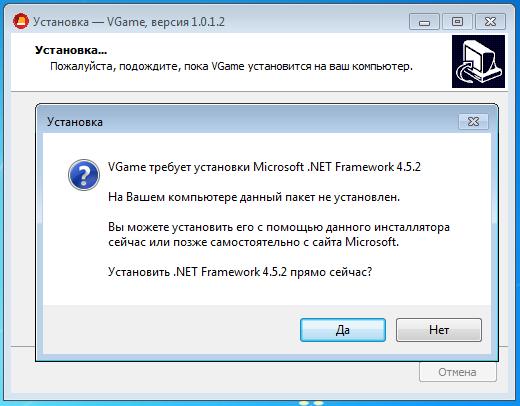 Установка — VGame, версия 1.0.1.2
Установка...
Пожалуйста, подождите, пока VGame установится на ваш компьютер.
Установка
VGame требует установки Microsoft .NET Framework 4.5.2
На Вашем компьютере данный пакет не установлен.
Вы можете установить его с помощью данного инсталлятора
сейчас или позже самостоятельно с сайта Microsoft.
Установить .NET Framework 4.5.2 прямо сейчас?
Да
Нет
Отмена